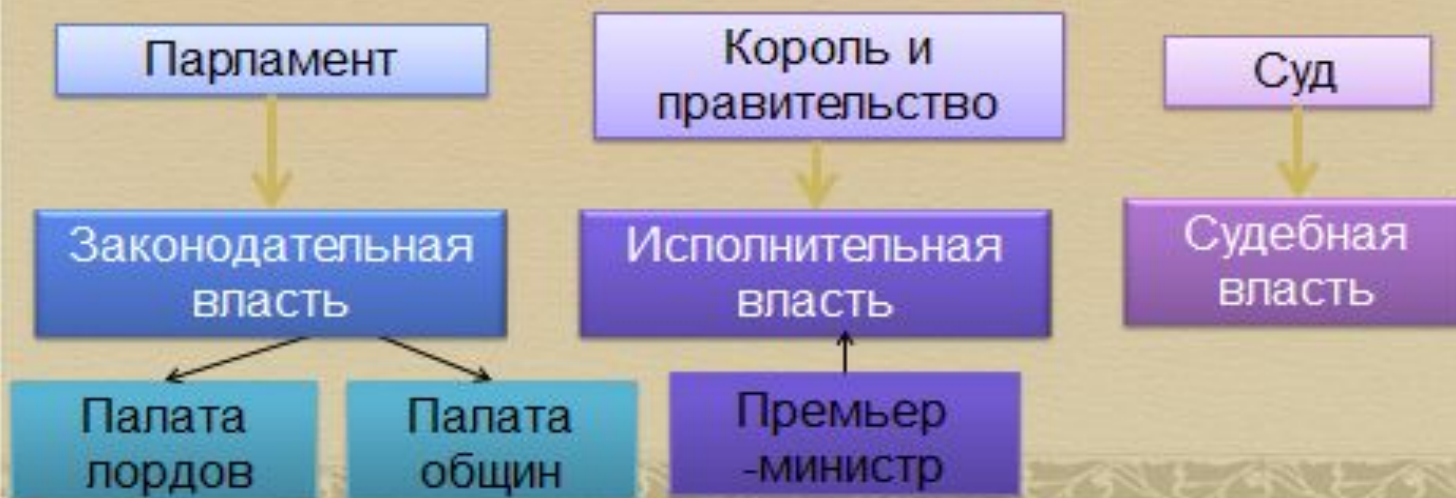 Парламент
Король и
правительство
Суд
Законодательная
власть
Исполнительная
власть
Судебная
власть
Палата
лордов
Палата
общин
Премьер
-министр